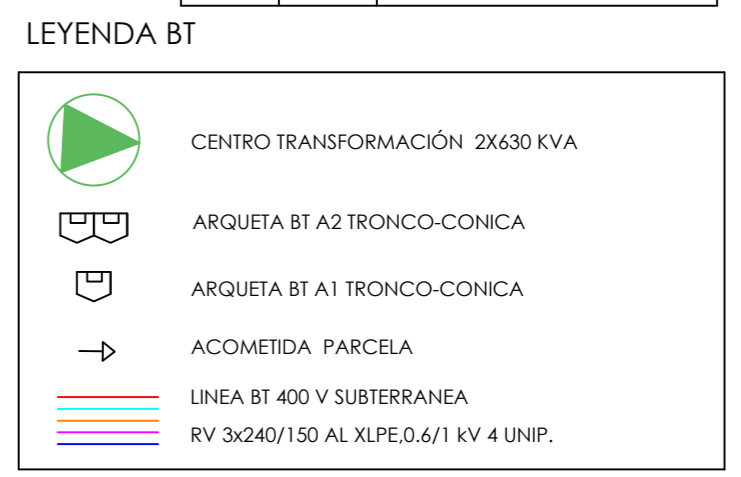 LEYENDA BT
CENTRO TRANSFORMACIÓN 2X630 KVA
ARQUETA BT A2 TRONCO-CONICA
ARQUETA BT A1 TRONCO-CONICA
ACOMETIDA PARCELA
LINEA BT 400 V SUBTERRANEA
RV 3x240/150 AL XLPE,0.6/1 kV 4 UNIP.